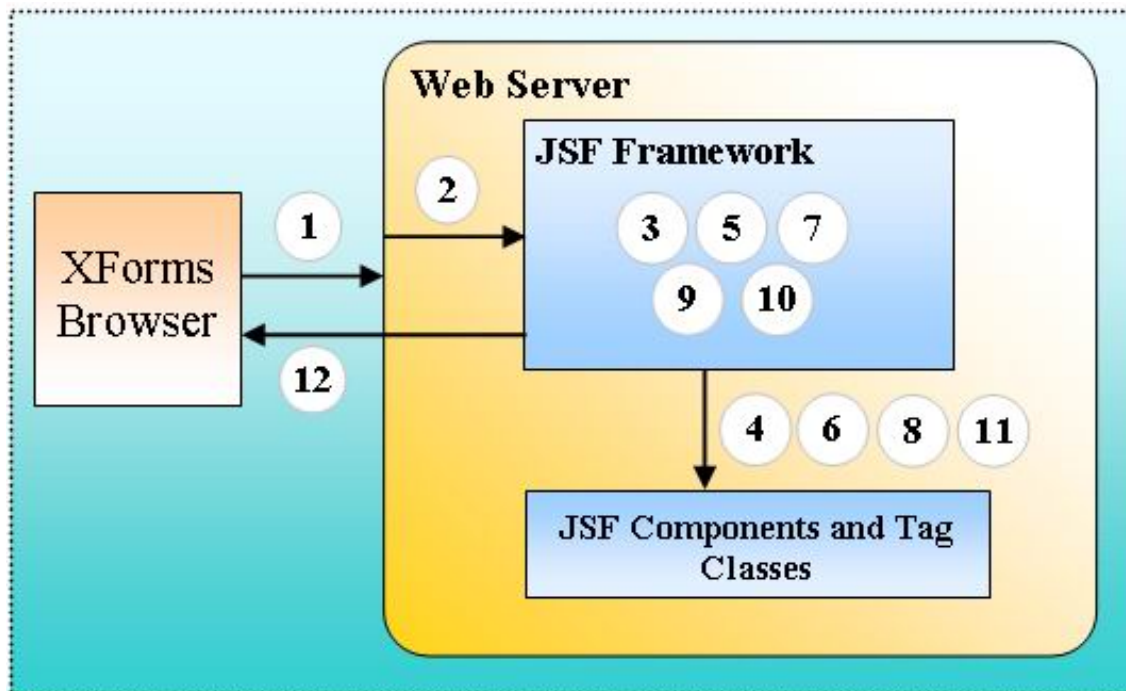 Web Server
JSF Framework
2
1
3 5 7
XForms
Browser
9 10
12
4 6 8 11
JSF Components and Tag
Classes